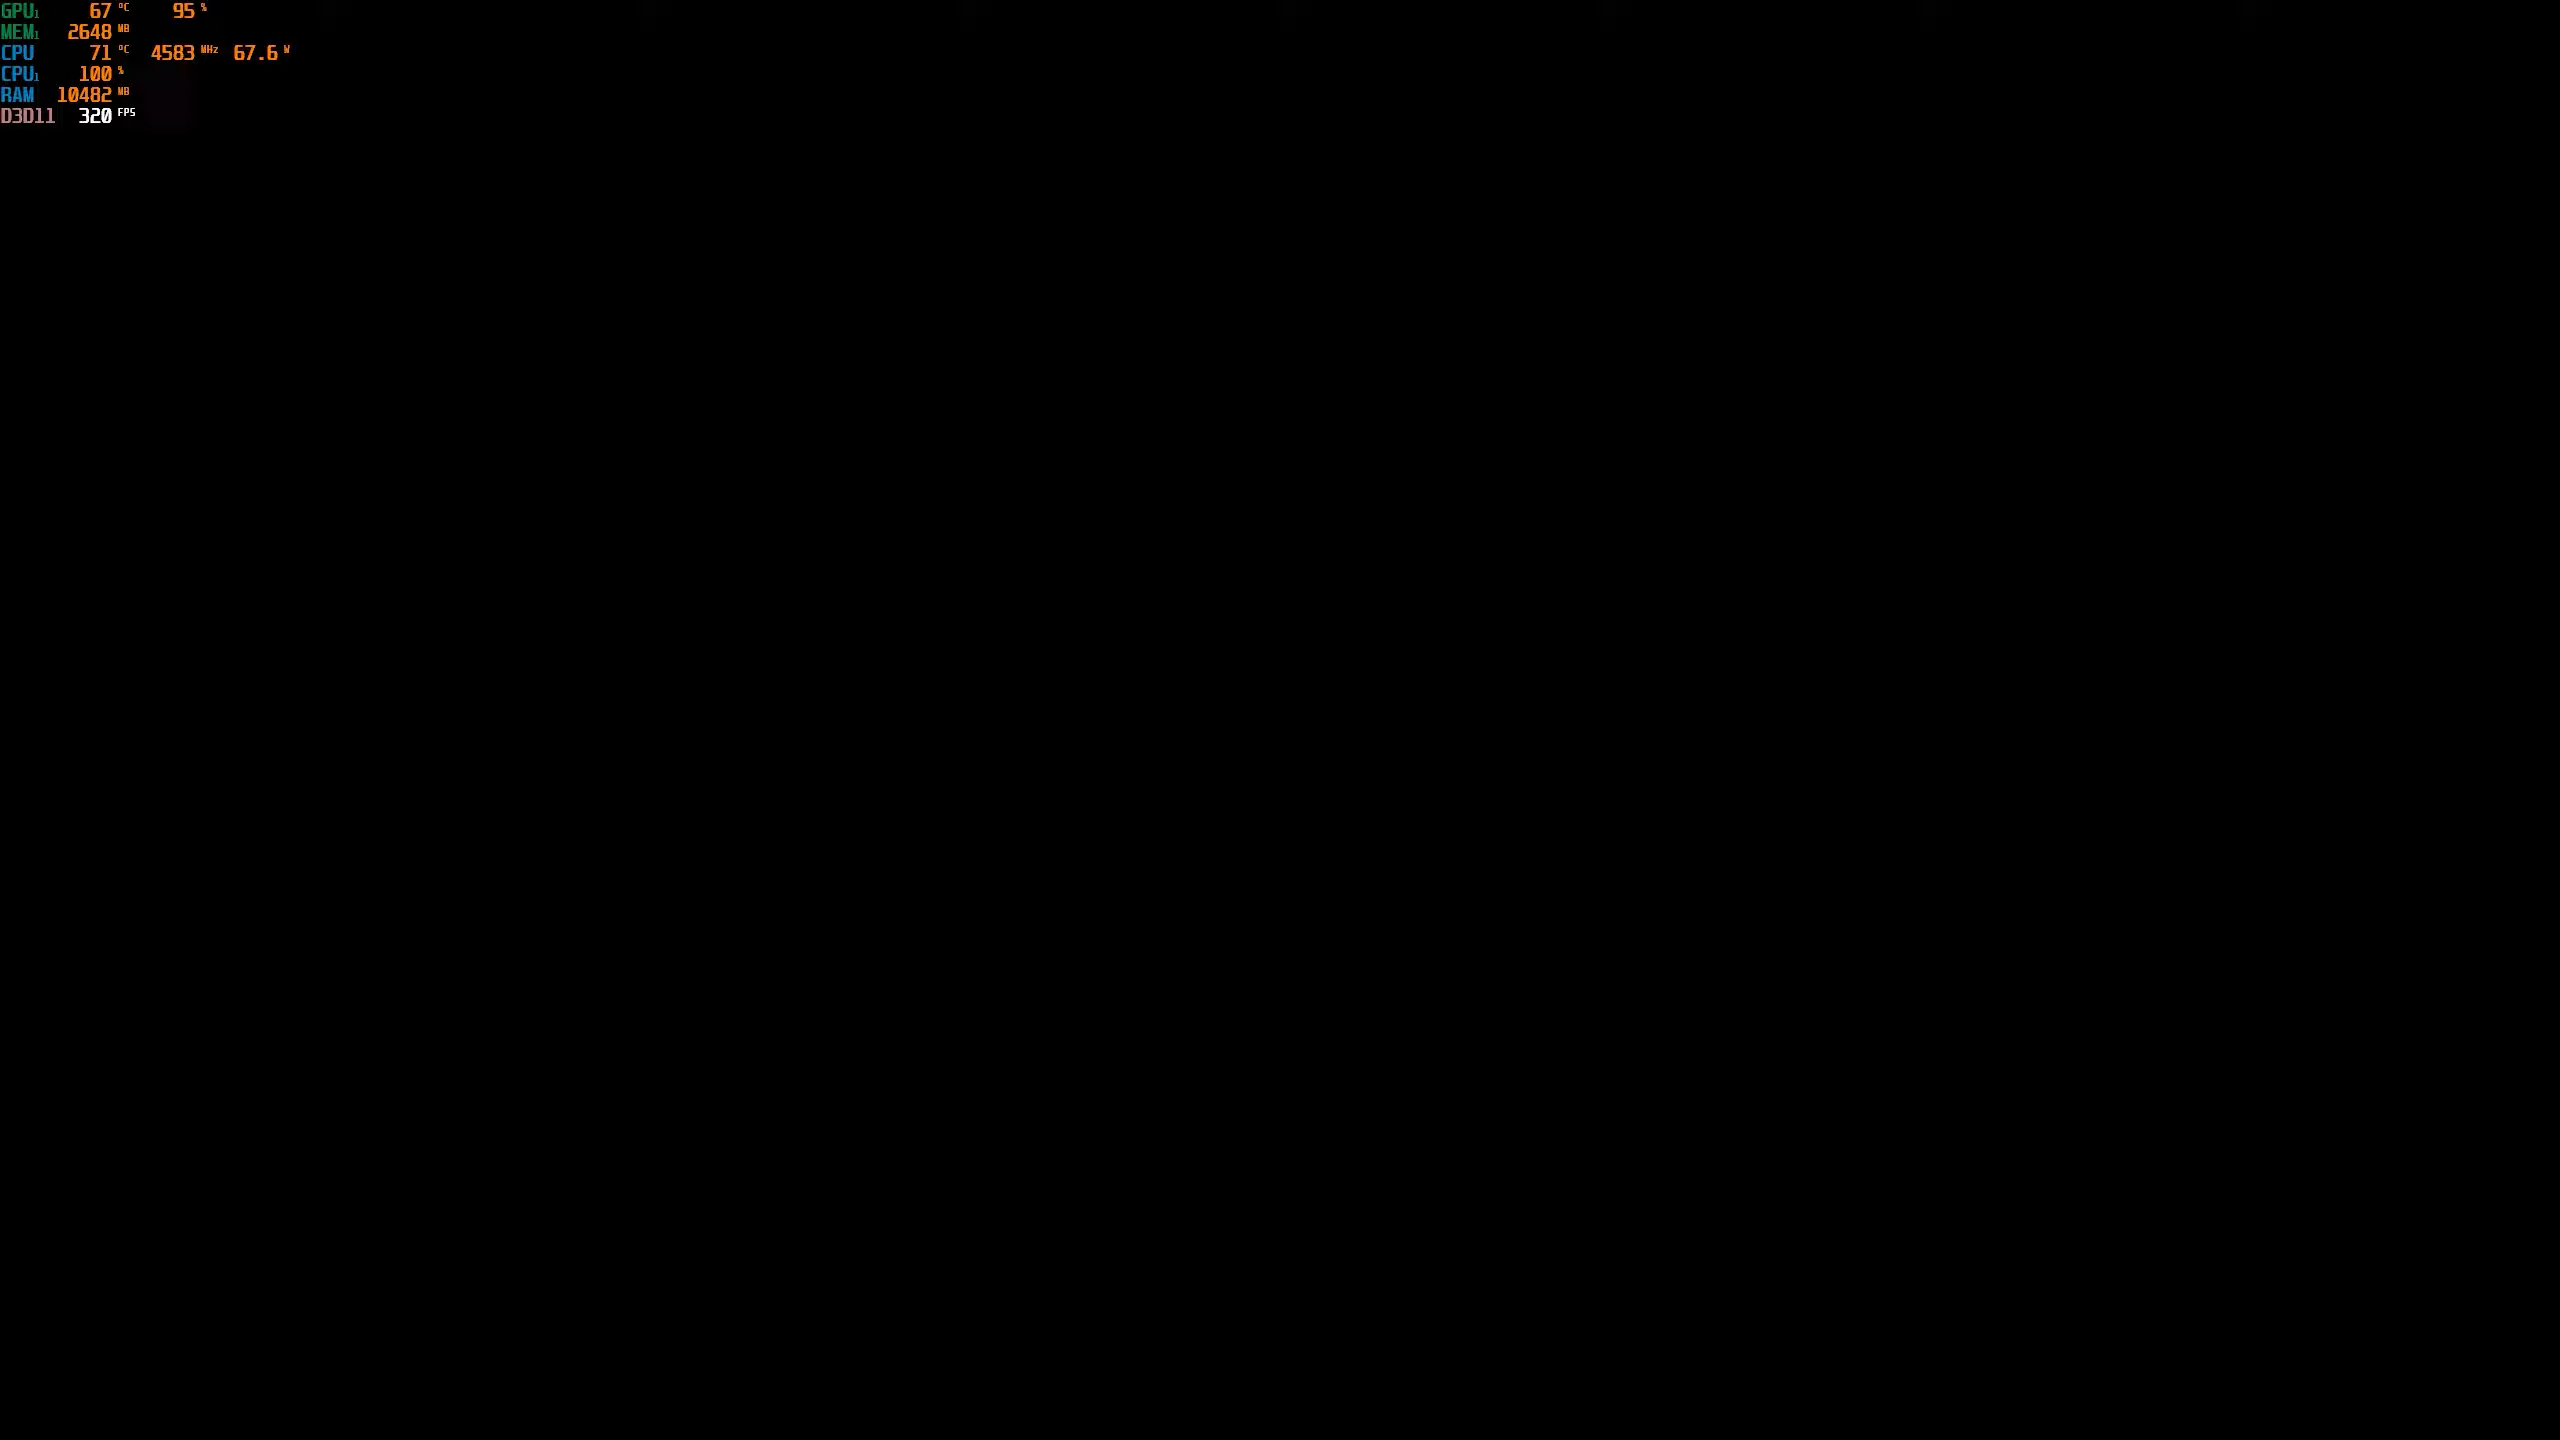 GPU1 67 °C 95 %
MEM1 2648 MB
CPU 71 °C 4583 MHz 67.6 W
CPU1 100 %
RAM 10482 MB
D3D11 320 FPS